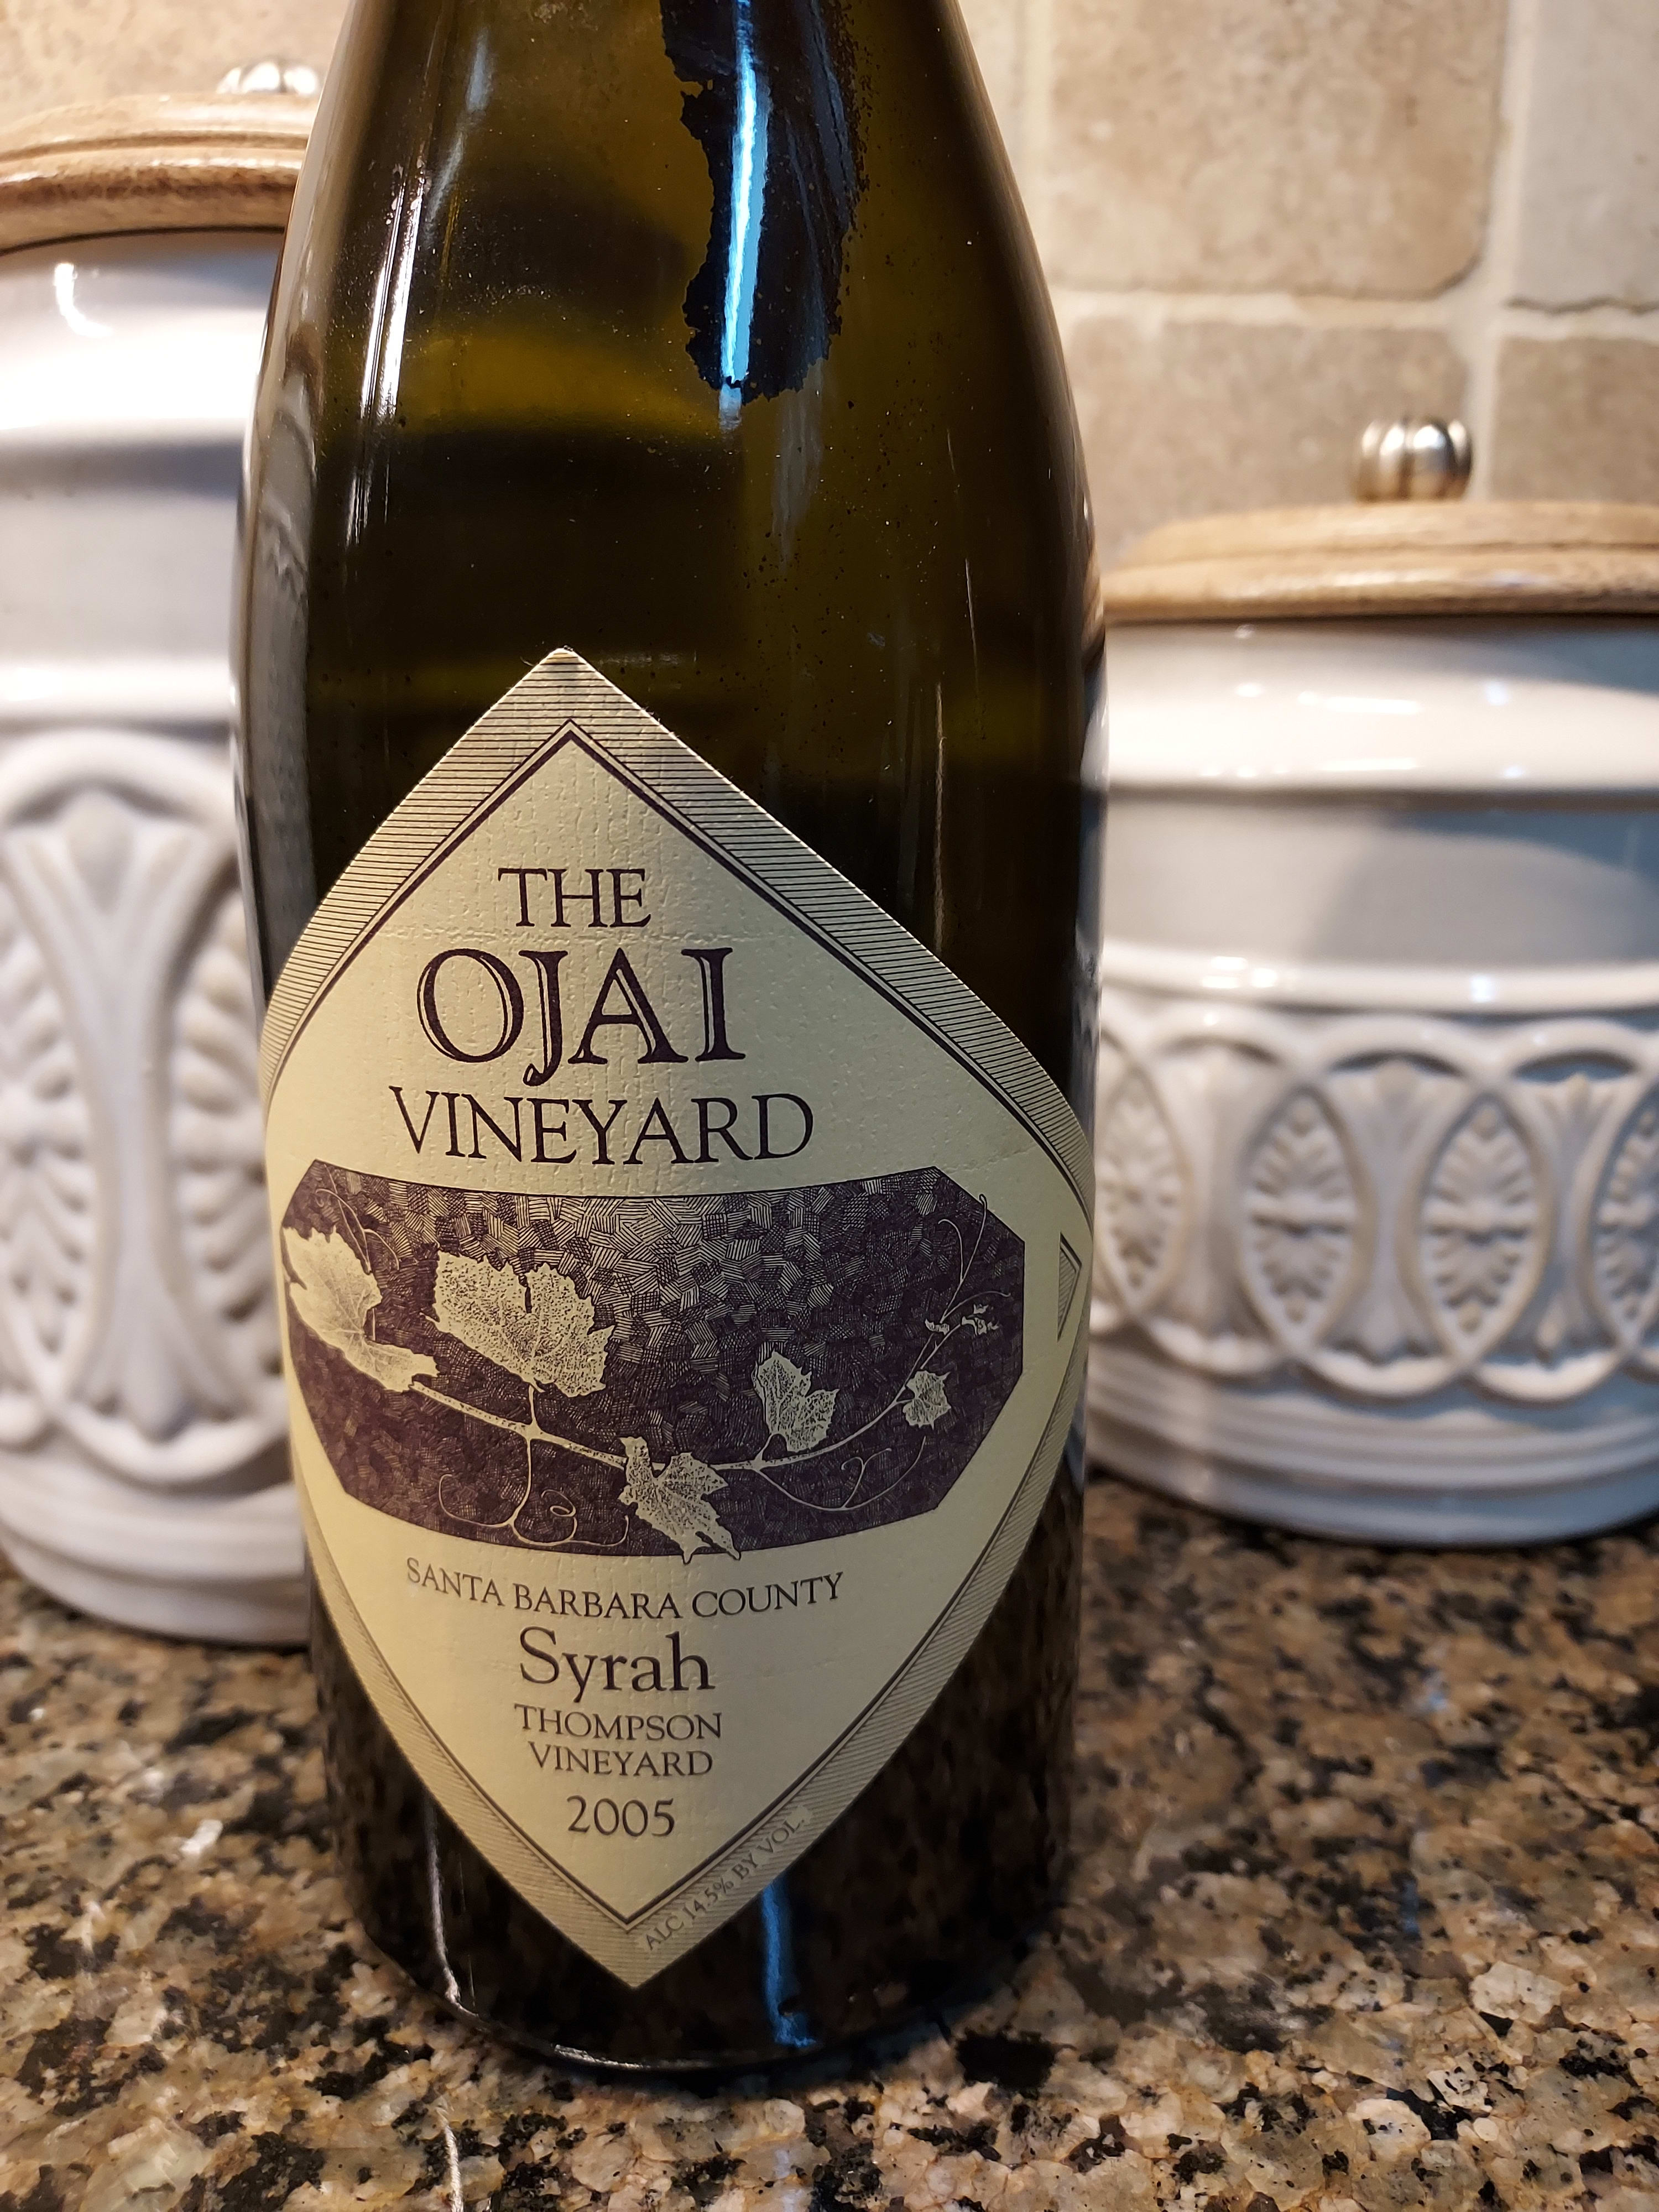 THE
OJAI
VINEYARD
SANTA BARBARA COUNTY
Syrah
THOMPSON
VINEYARD
2005
ALC 14.5% BY VOL.